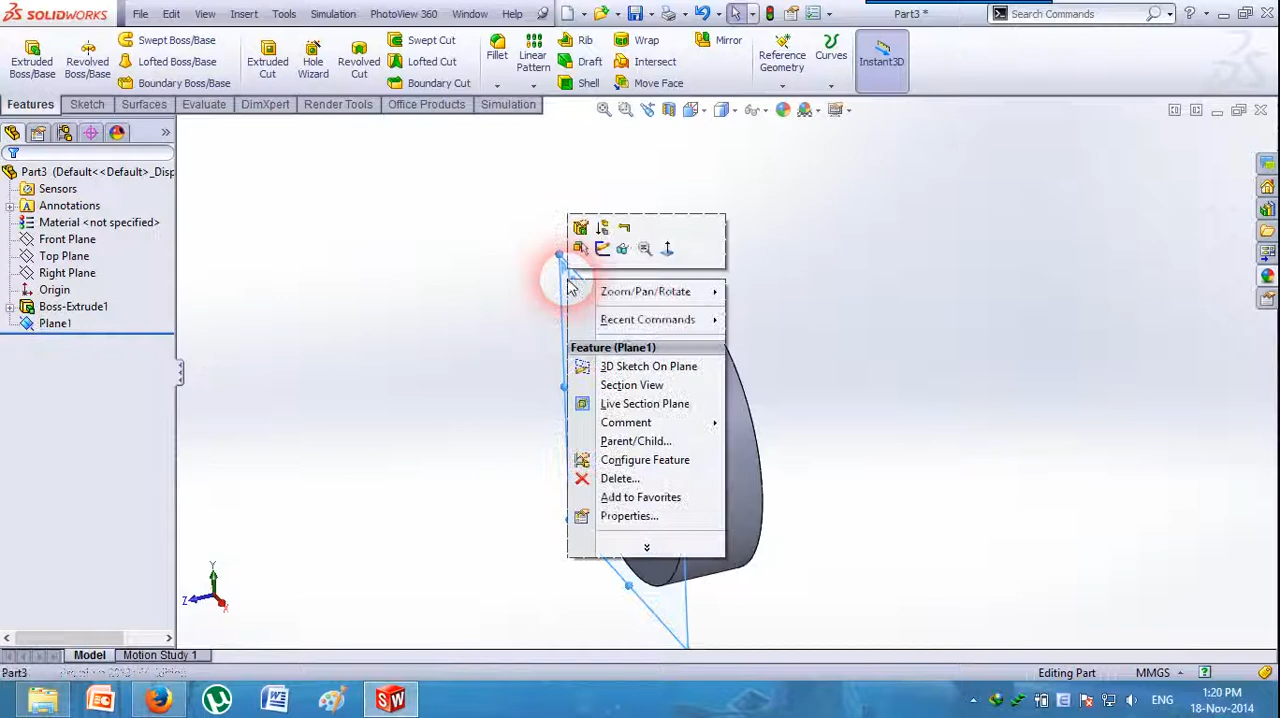 SOLIDWORKS File Edit View Insert Tools Simulation PhotoView 360 Window Help Part3 * Search Commands
Extruded Boss/Base
Revolved Boss/Base
Swept Boss/Base
Lofted Boss/Base
Boundary Boss/Base
Extruded Cut
Hole Wizard
Revolved Cut
Swept Cut
Lofted Cut
Boundary Cut
Fillet
Linear Pattern
Rib
Draft
Shell
Wrap
Intersect
Move Face
Mirror
Reference Geometry
Curves
Instant3D
Features Sketch Surfaces Evaluate DimXpert Render Tools Office Products Simulation
Part3 (Default<<Default>_Disp
Sensors
Annotations
Material <not specified>
Front Plane
Top Plane
Right Plane
Origin
Boss-Extrude1
Plane1
Zoom/Pan/Rotate
Recent Commands
Feature (Plane1)
3D Sketch On Plane
Section View
Live Section Plane
Comment
Parent/Child...
Configure Feature
Delete...
Add to Favorites
Properties...
Y
Z
X
Model Motion Study 1
Part3 Editing Part MMGS
ENG
1:20 PM
18-Nov-2014